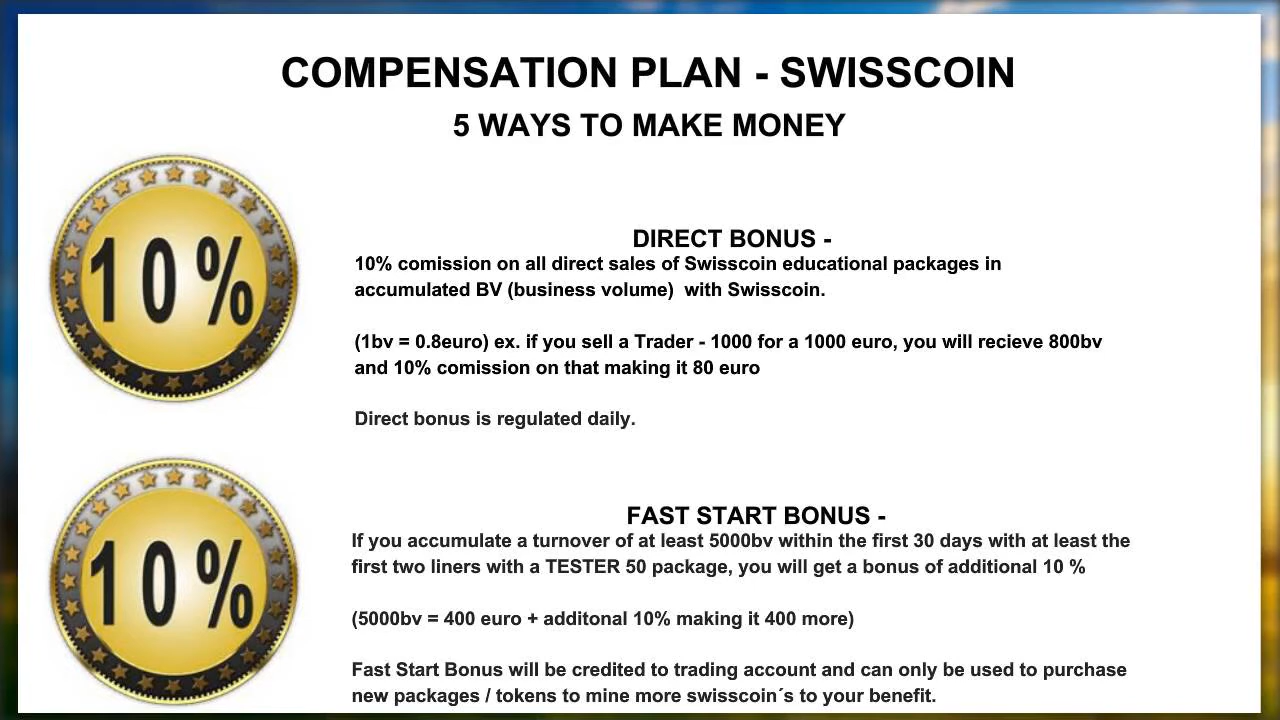 COMPENSATION PLAN - SWISSCOIN
5 WAYS TO MAKE MONEY
10%
DIRECT BONUS -
10% comission on all direct sales of Swisscoin educational packages in
accumulated BV (business volume)  with Swisscoin.
(1bv = 0.8euro) ex. if you sell a Trader - 1000 for a 1000 euro, you will recieve 800bv
and 10% comission on that making it 80 euro
Direct bonus is regulated daily.
10%
FAST START BONUS -
If you accumulate a turnover of at least 5000bv within the first 30 days with at least the
first two liners with a TESTER 50 package, you will get a bonus of additional 10 %
(5000bv = 400 euro + additonal 10% making it 400 more)
Fast Start Bonus will be credited to trading account and can only be used to purchase
new packages / tokens to mine more swisscoin´s to your benefit.